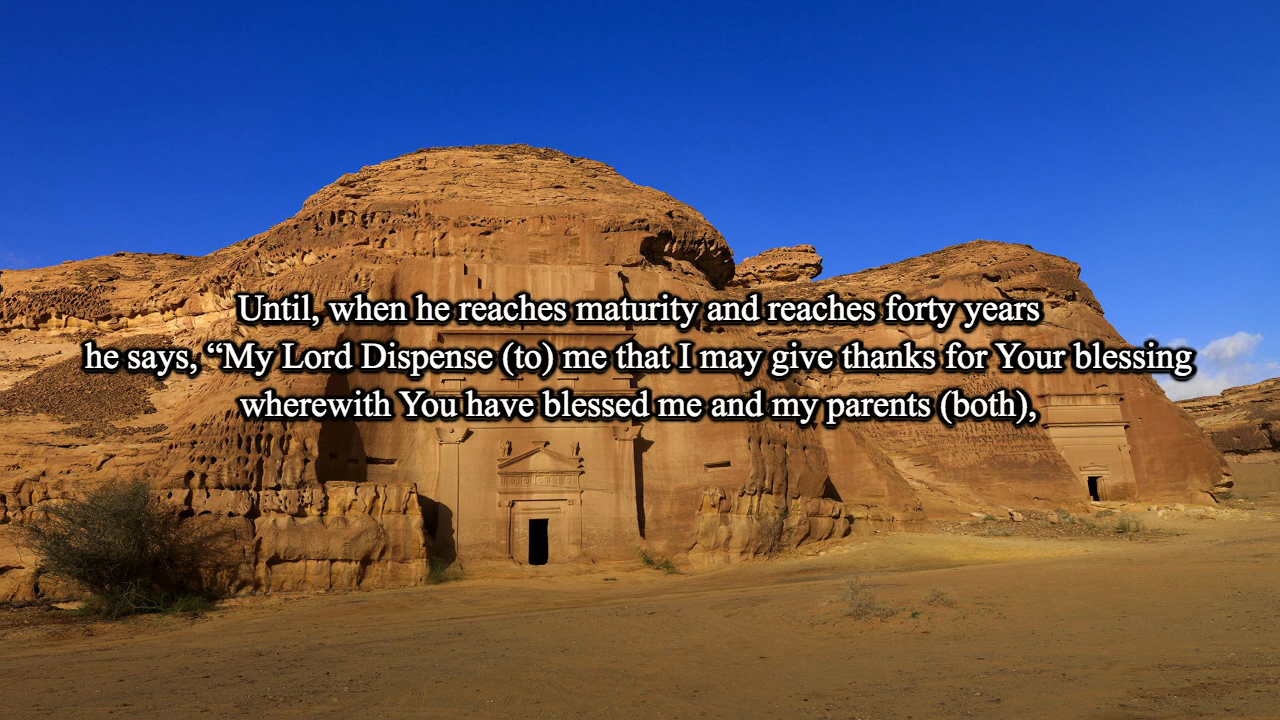 Until, when he reaches maturity and reaches forty years
he says, “My Lord Dispense (to) me that I may give thanks for Your blessing
wherewith You have blessed me and my parents (both),